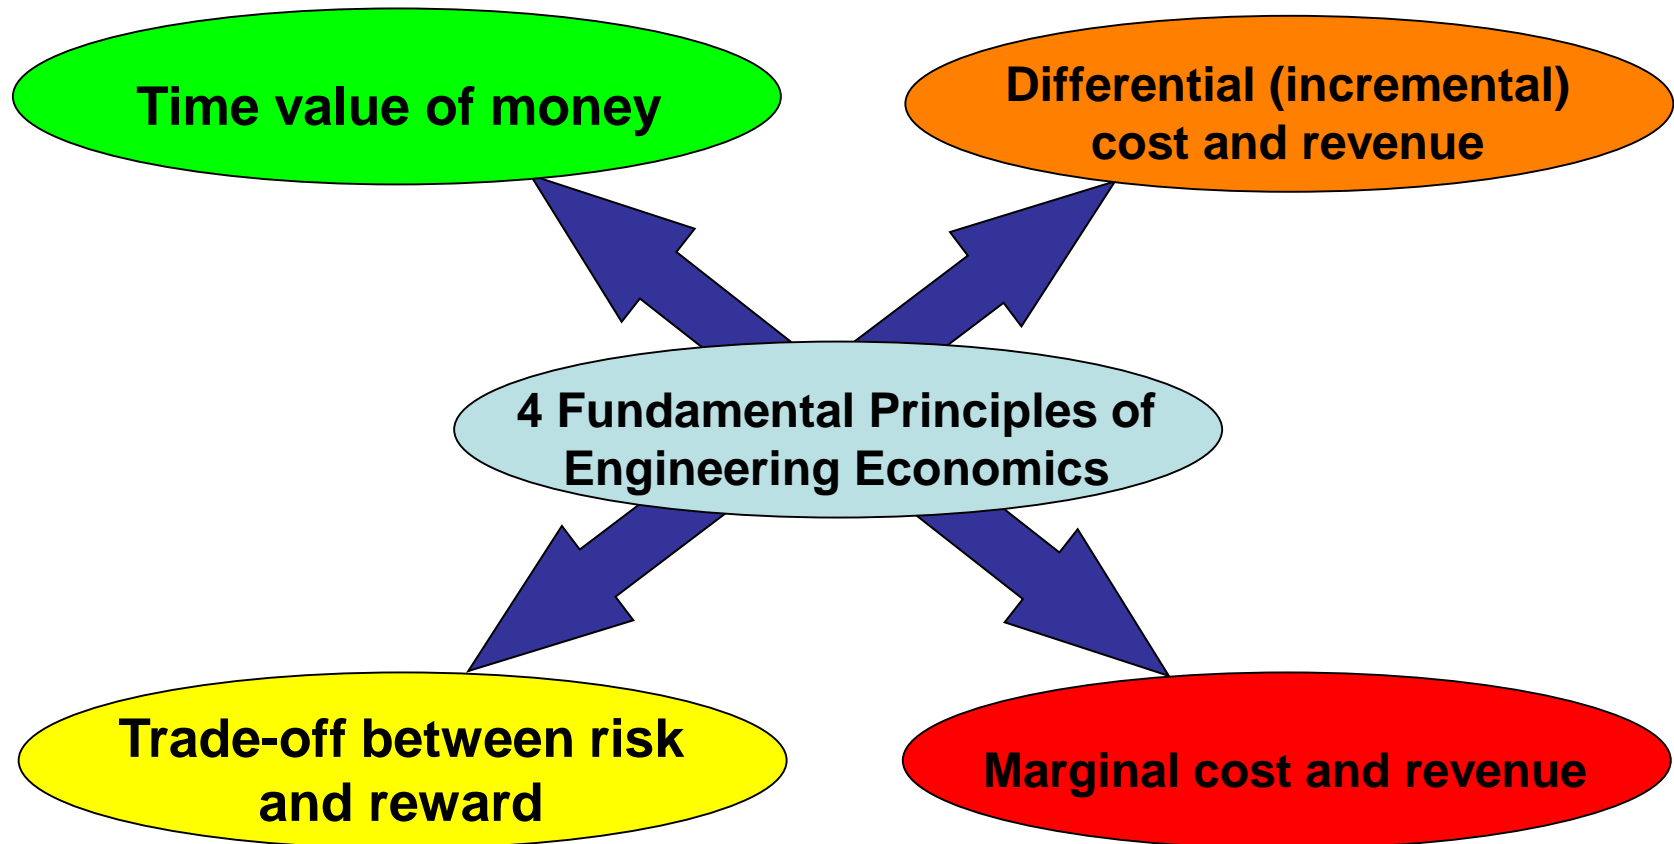 Time value of money
Differential (incremental)
cost and revenue
4 Fundamental Principles of
Engineering Economics
Trade-off between risk
and reward
Marginal cost and revenue